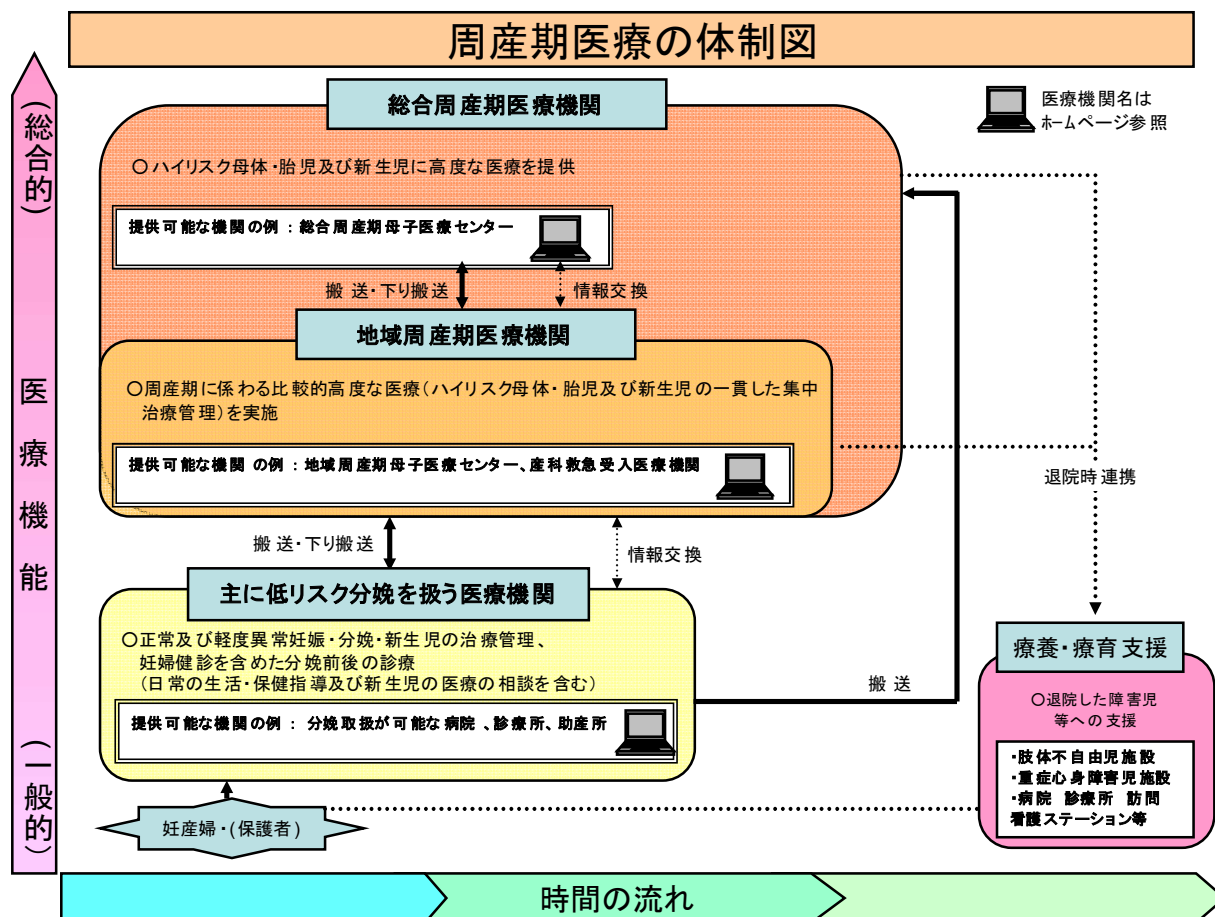 周産期医療の体制図
(総合的)
医療機能
(一般的)
医療機関名は
ホームページ参照
総合周産期医療機関
○ハイリスク母体・胎児及び新生児に高度な医療を提供
提供可能な機関の例：総合周産期母子医療センター
搬送・下り搬送
情報交換
地域周産期医療機関
○周産期に係わる比較的高度な医療（ハイリスク母体・胎児及び新生児の一貫した集中
治療管理）を実施
提供可能な機関の例：地域周産期母子医療センター、産科救急受入医療機関
退院時連携
搬送・下り搬送
情報交換
主に低リスク分娩を扱う医療機関
○正常及び軽度異常妊娠・分娩・新生児の治療管理、
妊婦健診を含めた分娩前後の診療
（日常の生活・保健指導及び新生児の医療の相談を含む）
提供可能な機関の例： 分娩取扱が可能な病院、診療所、助産所
搬送
療養・療育支援
○退院した障害児
等への支援
・肢体不自由児施設
・重症心身障害児施設
・病院 診療所 訪問
看護ステーション等
妊産婦・(保護者)
時間の流れ